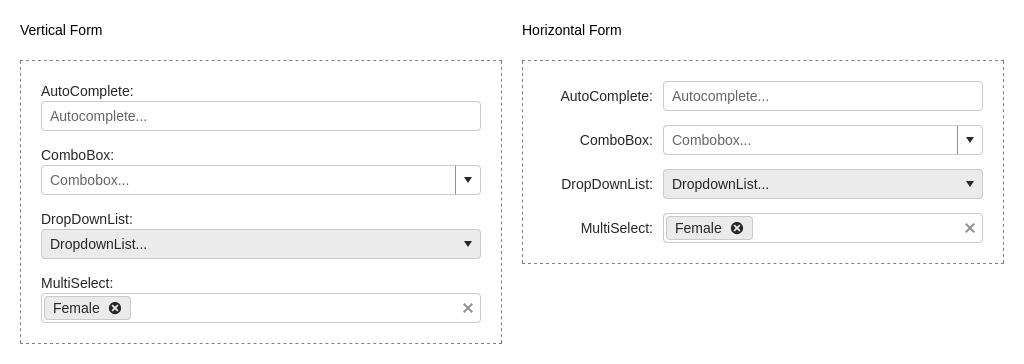 Vertical Form
AutoComplete:
Autocomplete...
ComboBox:
Combobox...
DropDownList:
DropdownList...
MultiSelect:
Female
Horizontal Form
AutoComplete: Autocomplete...
ComboBox: Combobox...
DropDownList: DropdownList...
MultiSelect: Female